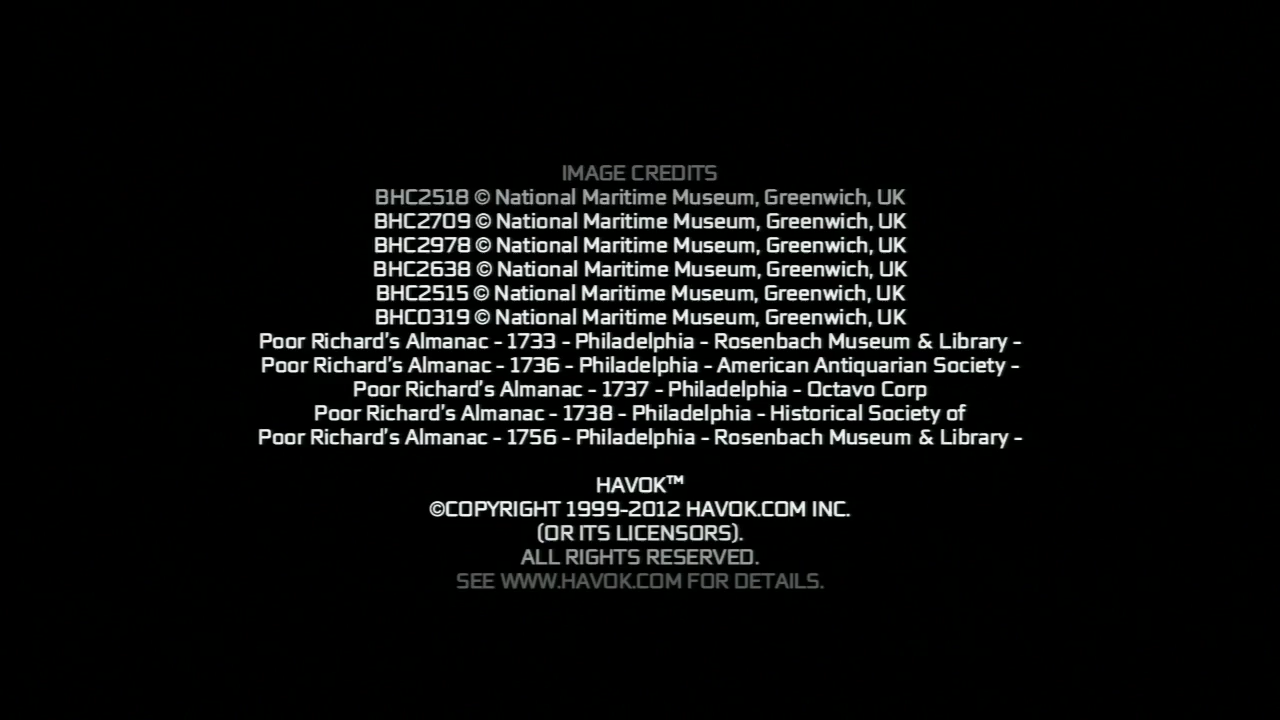 IMAGE CREDITS
BHC2518 © National Maritime Museum, Greenwich, UK
BHC2709 © National Maritime Museum, Greenwich, UK
BHC2978 © National Maritime Museum, Greenwich, UK
BHC2638 © National Maritime Museum, Greenwich, UK
BHC2515 © National Maritime Museum, Greenwich, UK
BHC0319 © National Maritime Museum, Greenwich, UK
Poor Richard's Almanac - 1733 - Philadelphia - Rosenbach Museum & Library -
Poor Richard's Almanac - 1736 - Philadelphia - American Antiquarian Society -
Poor Richard's Almanac - 1737 - Philadelphia - Octavo Corp
Poor Richard's Almanac - 1738 - Philadelphia - Historical Society of
Poor Richard's Almanac - 1756 - Philadelphia - Rosenbach Museum & Library -
HAVOK™
©COPYRIGHT 1999-2012 HAVOK.COM INC.
(OR ITS LICENSORS).
ALL RIGHTS RESERVED.
SEE WWW.HAVOK.COM FOR DETAILS.